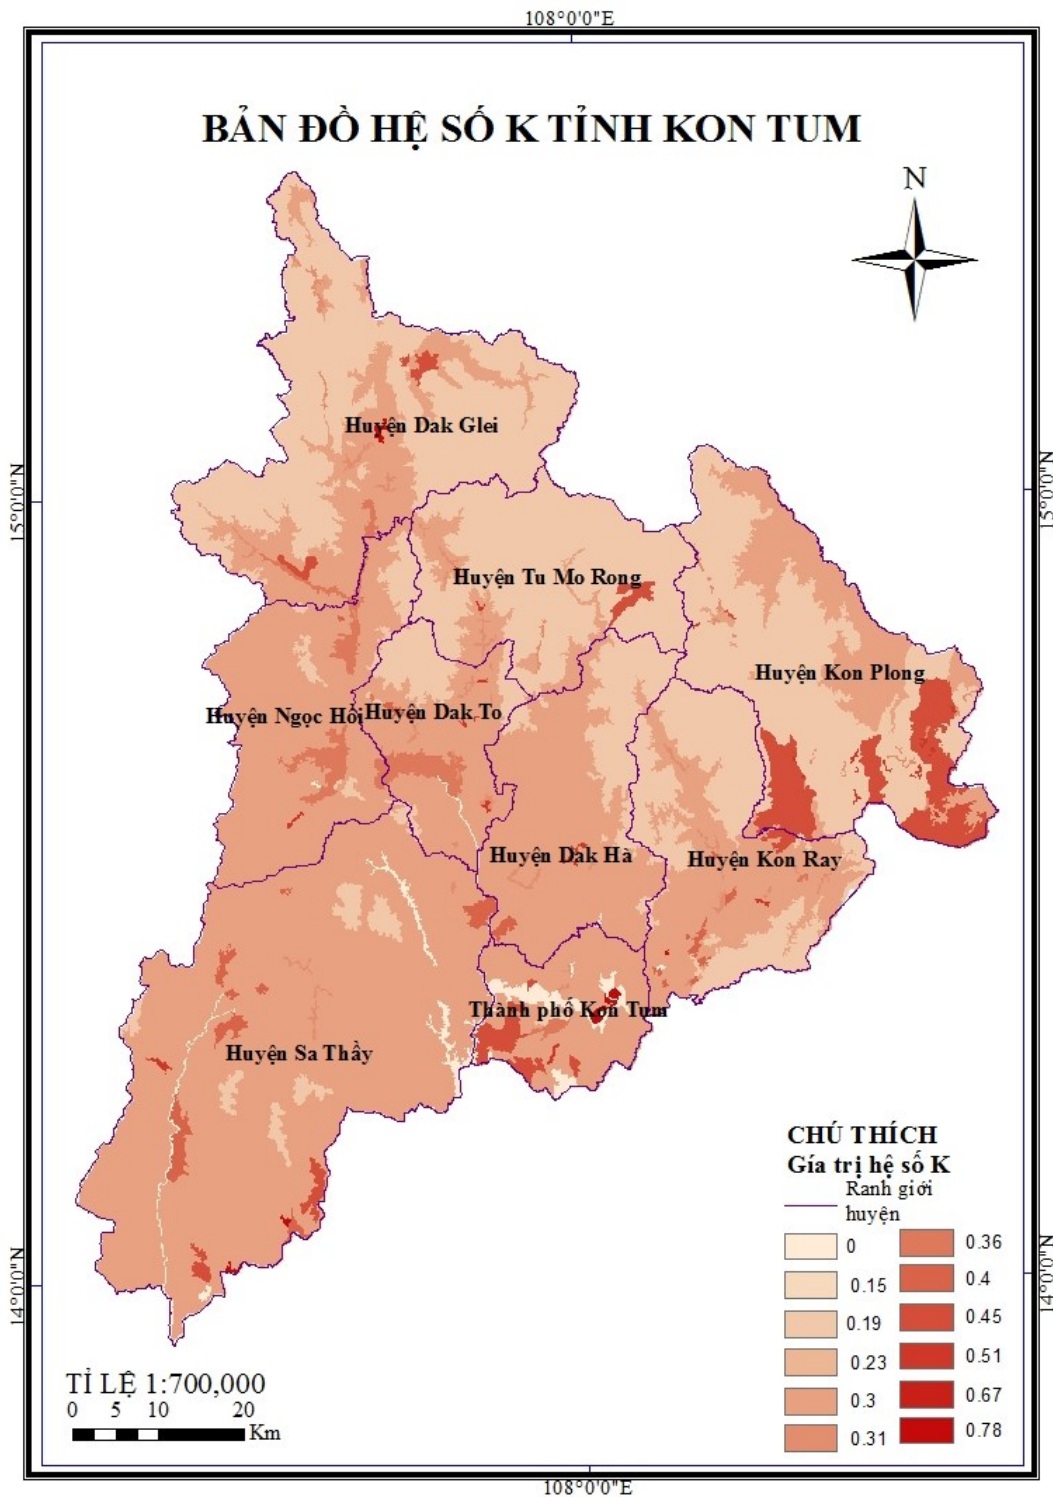 108°0'0"E
BẢN ĐỒ HỆ SỐ K TỈNH KON TUM
N
Huyện Dak Glei
15°0'0"N
15°0'0"N
Huyện Tu Mo Rong
Huyện Kon Plong
Huyện Ngọc Hồi
Huyện Dak To
Huyện Dak Hà
Huyện Kon Ray
Thành phố Kon Tum
Huyện Sa Thầy
CHÚ THÍCH
Gía trị hệ số K
Ranh giới
huyện
0
0.15
0.19
0.23
0.3
0.31
0.36
0.4
0.45
0.51
0.67
0.78
14°0'0"N
14°0'0"N
TỈ LỆ 1:700,000
0 5 10 20
Km
108°0'0"E